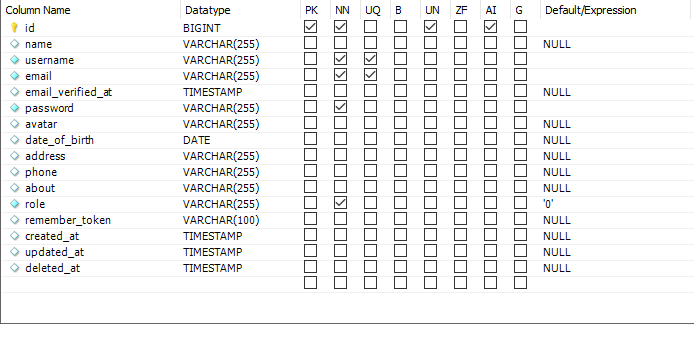 Column Name Datatype PK NN UQ B UN ZF AI G Default/Expression
id BIGINT
name VARCHAR(255) NULL
username VARCHAR(255)
email VARCHAR(255)
email_verified_at TIMESTAMP NULL
password VARCHAR(255)
avatar VARCHAR(255) NULL
date_of_birth DATE NULL
address VARCHAR(255) NULL
phone VARCHAR(255) NULL
about VARCHAR(255) NULL
role VARCHAR(255) '0'
remember_token VARCHAR(100) NULL
created_at TIMESTAMP NULL
updated_at TIMESTAMP NULL
deleted_at TIMESTAMP NULL